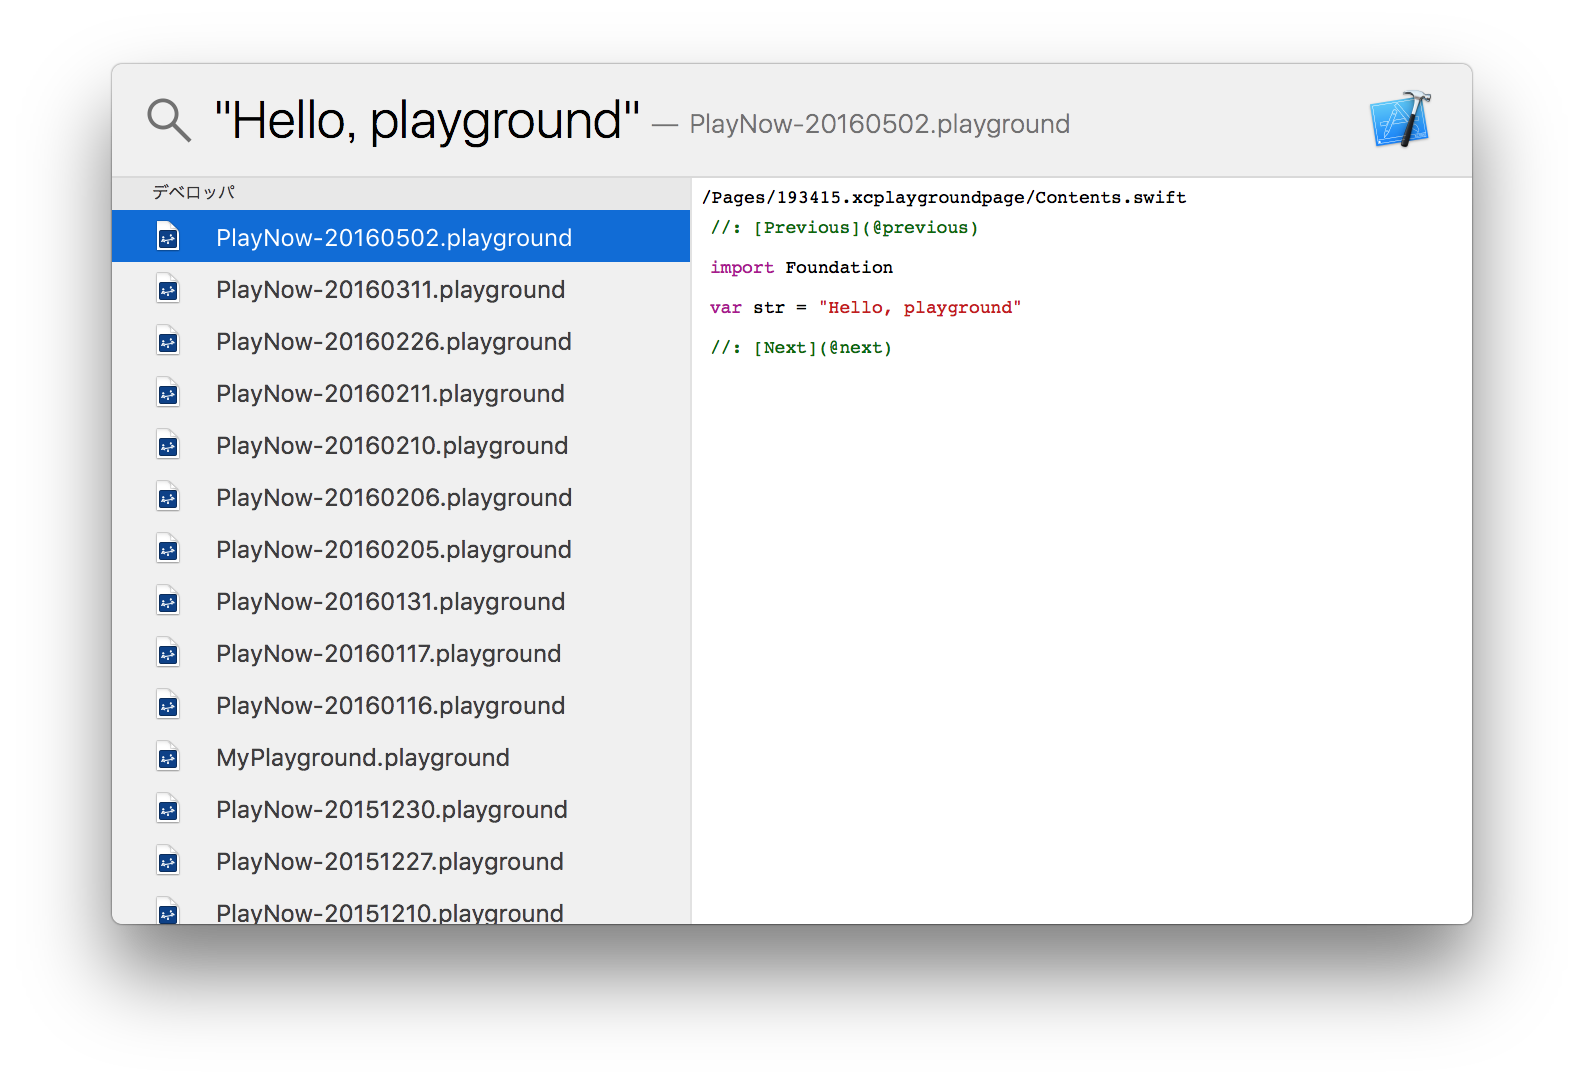 "Hello, playground" — PlayNow-20160502.playground
デベロッパ
PlayNow-20160502.playground
PlayNow-20160311.playground
PlayNow-20160226.playground
PlayNow-20160211.playground
PlayNow-20160210.playground
PlayNow-20160206.playground
PlayNow-20160205.playground
PlayNow-20160131.playground
PlayNow-20160117.playground
PlayNow-20160116.playground
MyPlayground.playground
PlayNow-20151230.playground
PlayNow-20151227.playground
PlayNow-20151210.playground
/Pages/193415.xcplaygroundpage/Contents.swift
//: [Previous](@previous)
import Foundation
var str = "Hello, playground"
//: [Next](@next)